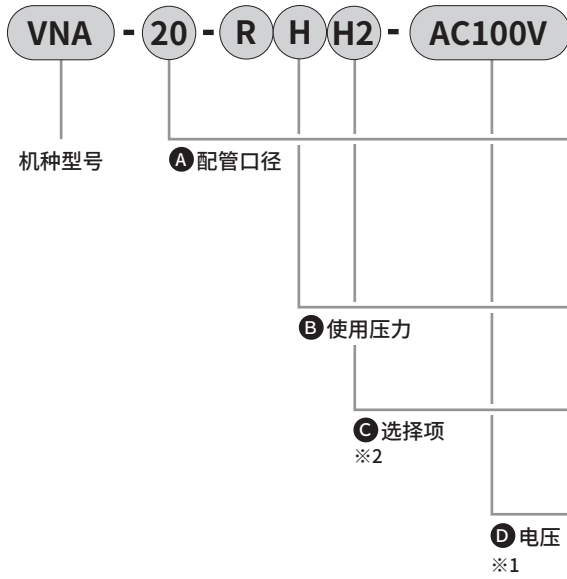 VNA - 20 - R H H2 - AC100V
机种型号
A 配管口径
B 使用压力
C 选择项
※2
D 电压
※1